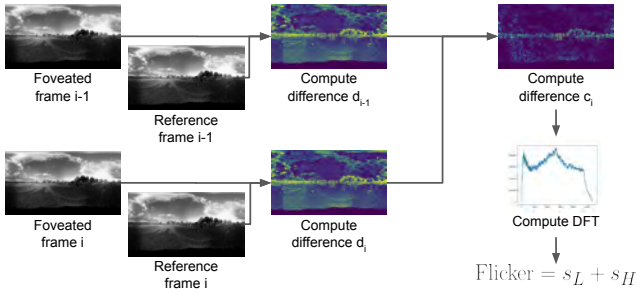 Foveated
frame i-1
Reference
frame i-1
Compute
difference d_{i-1}
Compute
difference c_i
Foveated
frame i
Reference
frame i
Compute
difference d_i
Compute DFT
Flicker = s_L + s_H